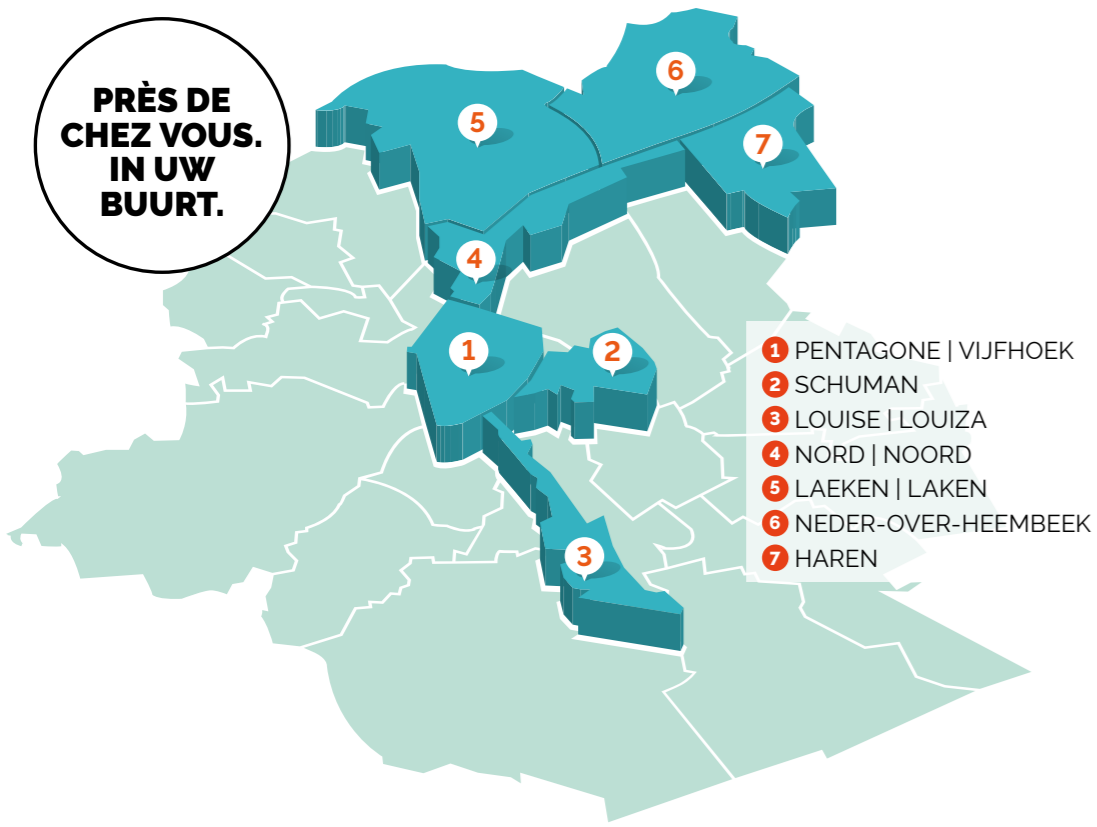 PRÈS DE
CHEZ VOUS.
IN UW
BUURT.
6
5
7
4
1
2
3
1 PENTAGONE | VIJFHOEK
2 SCHUMAN
3 LOUISE | LOUIZA
4 NORD | NOORD
5 LAEKEN | LAKEN
6 NEDER-OVER-HEEMBEEK
7 HAREN